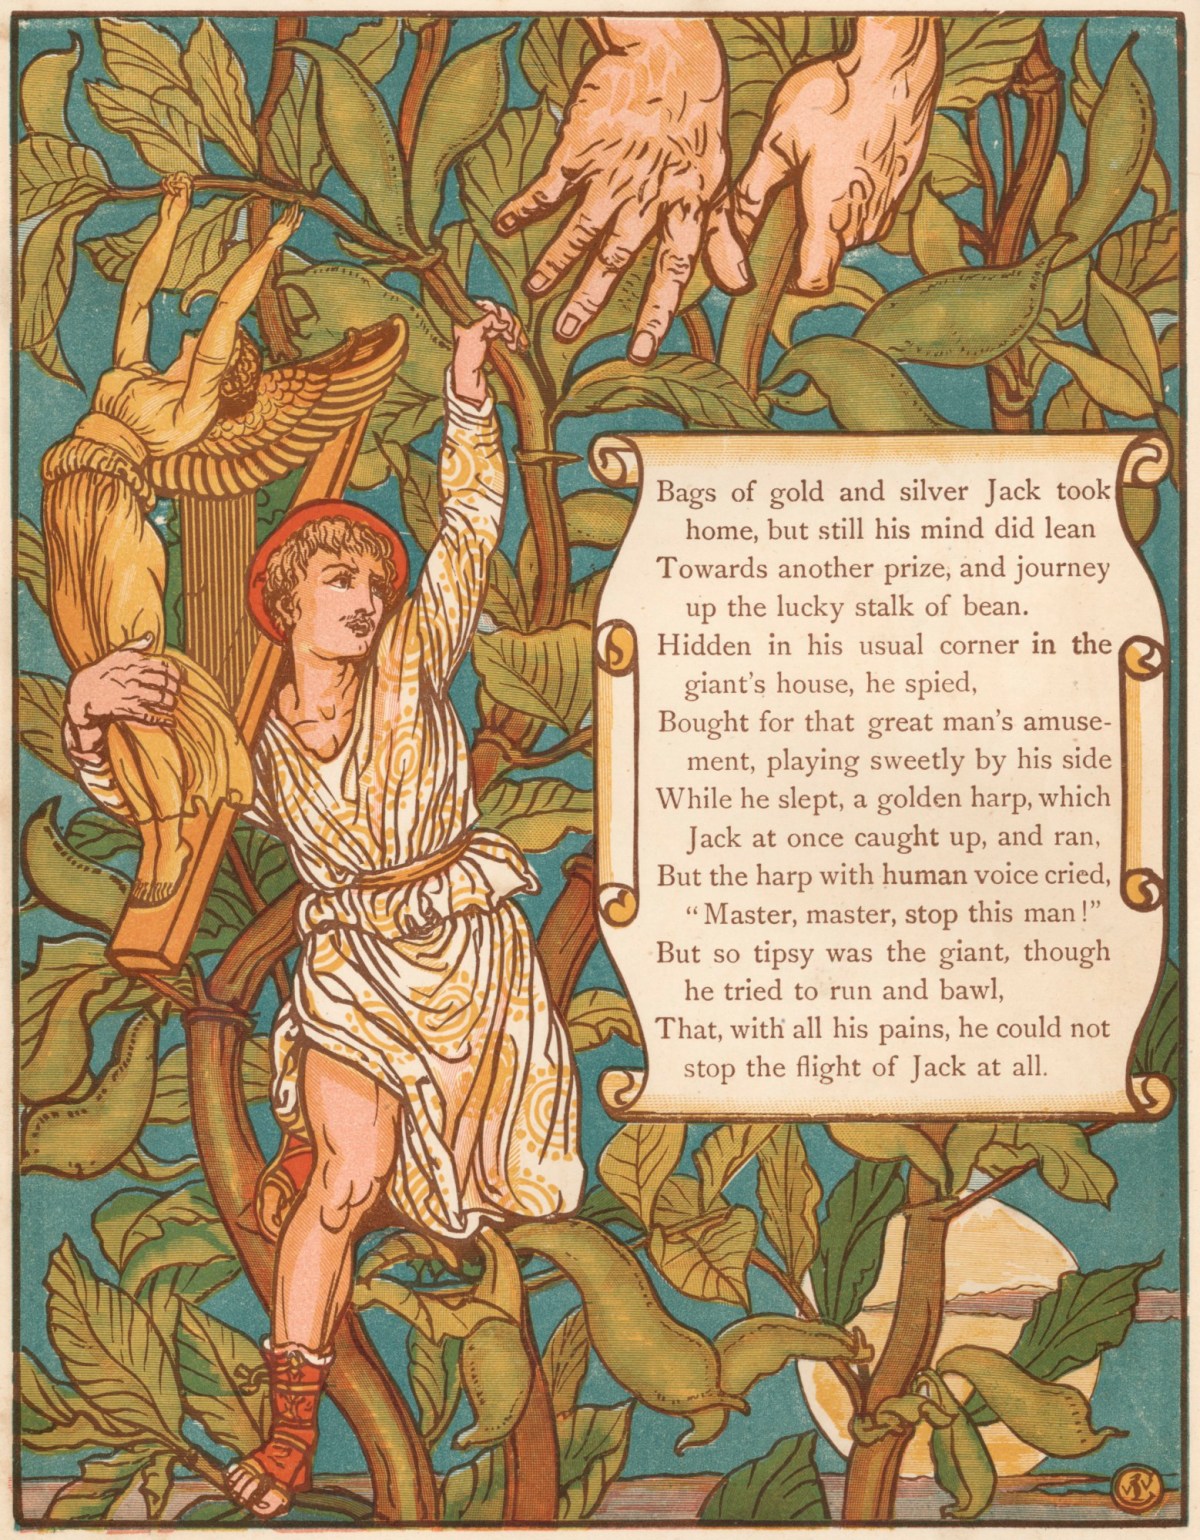 Bags of gold and silver Jack took
home, but still his mind did lean
Towards another prize, and journey
up the lucky stalk of bean.
Hidden in his usual corner in the
giant's house, he spied,
Bought for that great man's amuse-
ment, playing sweetly by his side
While he slept, a golden harp, which
Jack at once caught up, and ran,
But the harp with human voice cried,
"Master, master, stop this man!"
But so tipsy was the giant, though
he tried to run and bawl,
That, with all his pains, he could not
stop the flight of Jack at all.